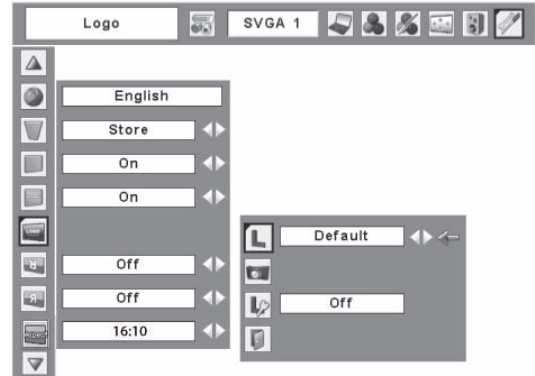 Logo
SVGA 1
English
Store
On
On
Default
Off
Off
Off
16:10